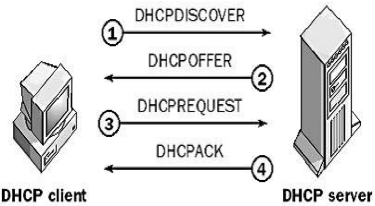 DHCPDISCOVER
1
DHCPOFFER
2
DHCPREQUEST
3
DHCPACK
4
DHCP client
DHCP server